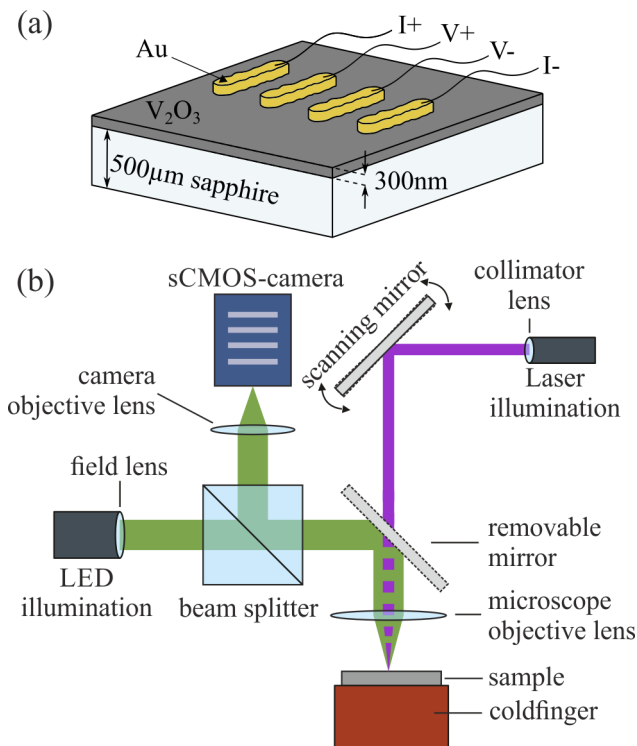 (a)
I+
V+
V-
I-
Au
V₂O₃
500µm sapphire
300nm
(b)
sCMOS-camera
scanning mirror
collimator
lens
Laser
illumination
camera
objective lens
field lens
LED
illumination
beam splitter
removable
mirror
microscope
objective lens
sample
coldfinger